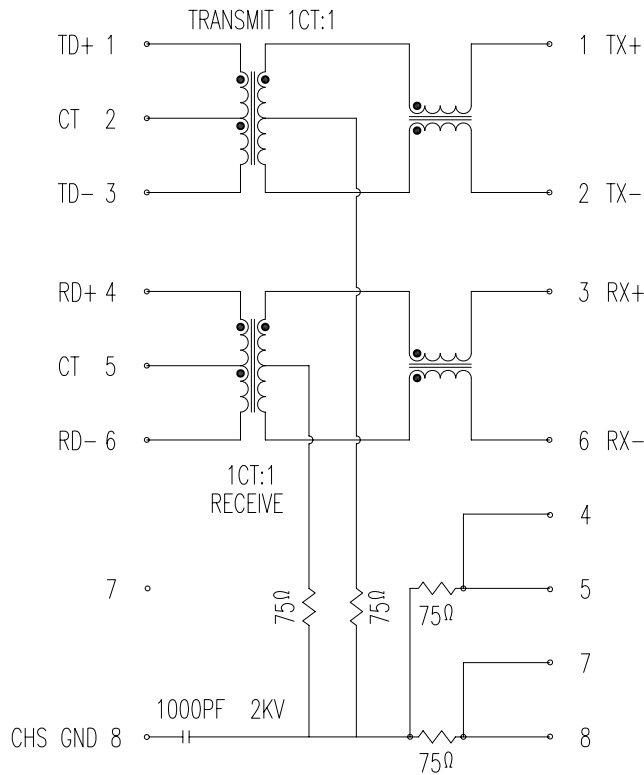 TRANSMIT 1CT:1
TD+ 1
1 TX+
CT 2
TD- 3
2 TX-
RD+ 4
3 RX+
CT 5
RD- 6
6 RX-
1CT:1
RECEIVE
4
7
75Ω
75Ω
75Ω
5
7
1000PF 2KV
CHS GND 8
8
75Ω